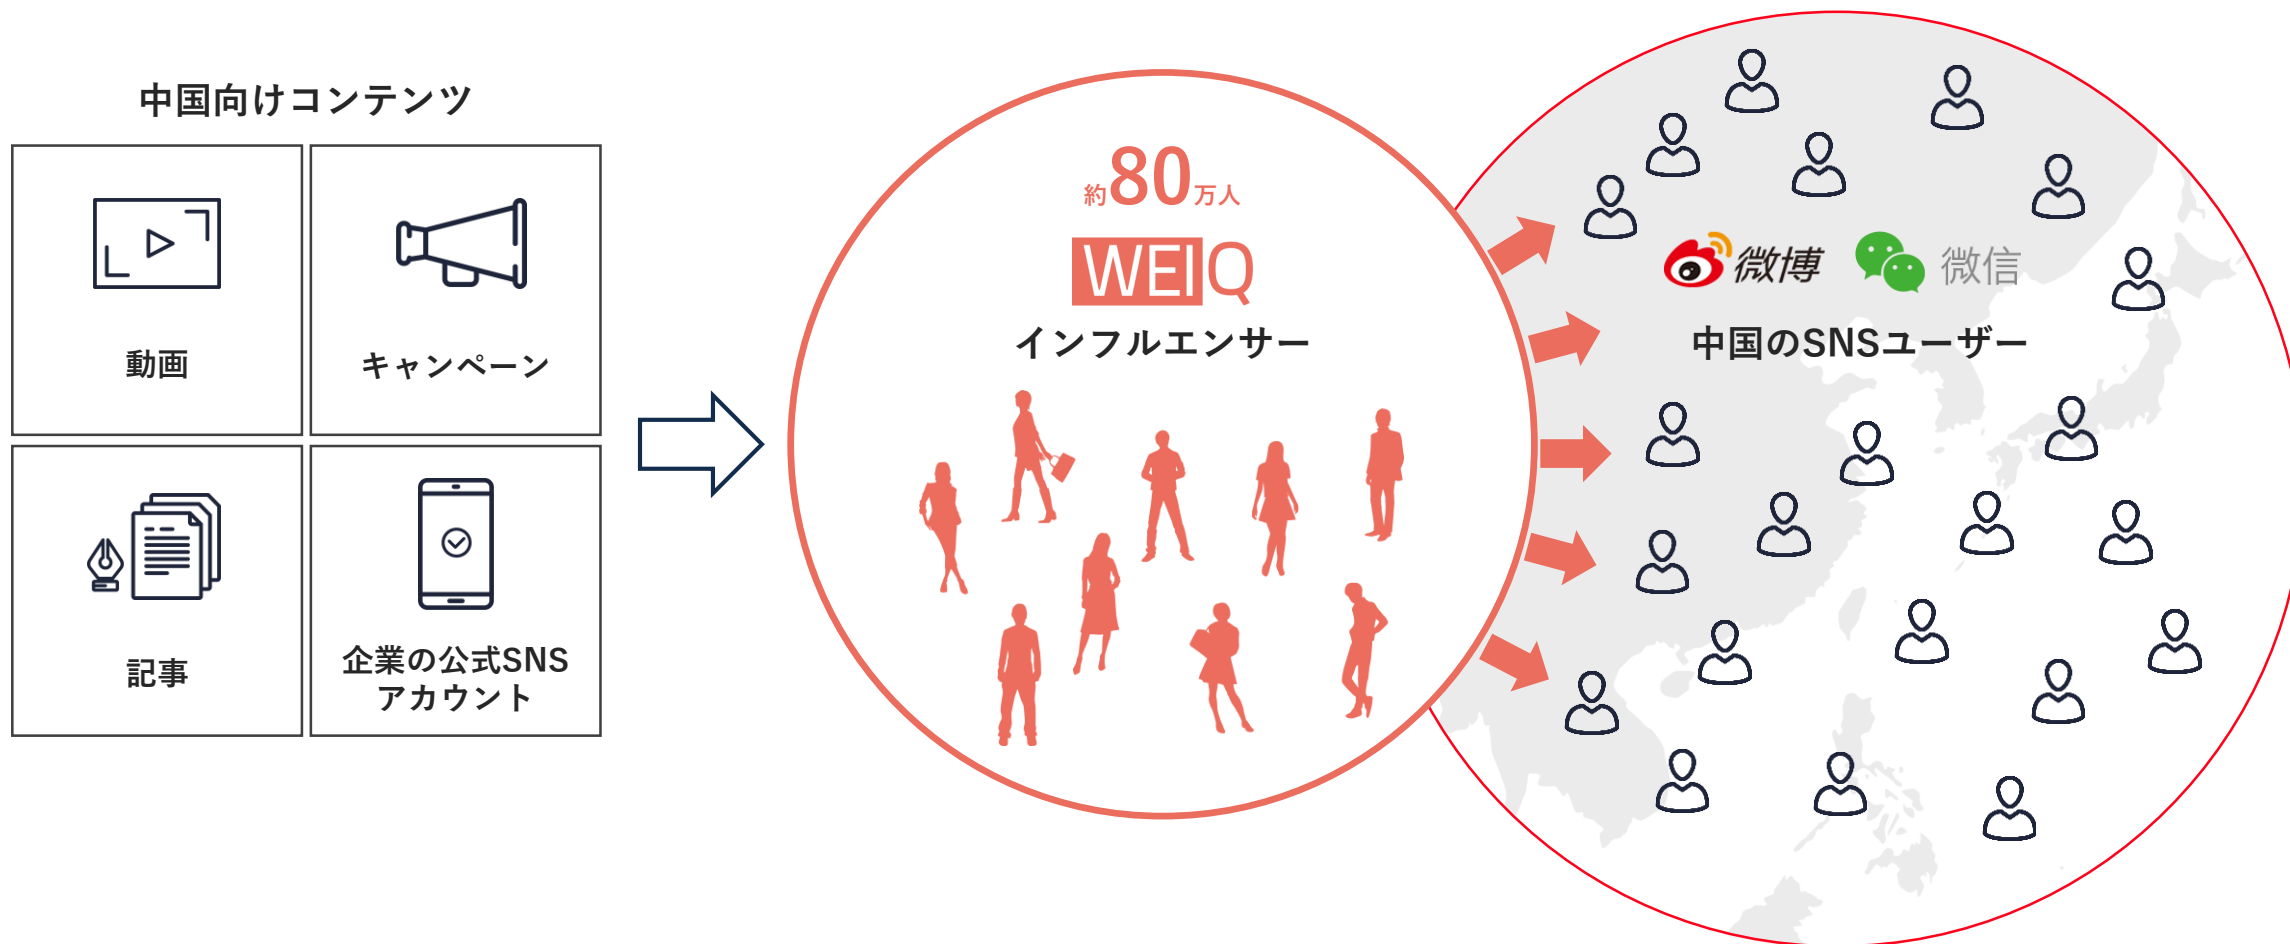 中国向けコンテンツ
動画
キャンペーン
記事
企業の公式SNS
アカウント
約80万人
WEIQ
インフルエンサー
微博
微信
中国のSNSユーザー